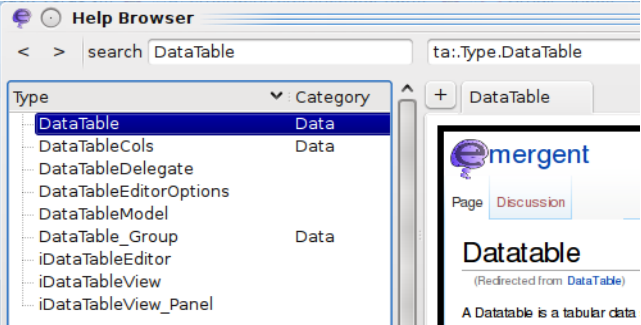 Help Browser
< > search DataTable ta:.Type.DataTable
Type Category
DataTable Data
DataTableCols Data
DataTableDelegate
DataTableEditorOptions
DataTableModel
DataTable_Group Data
iDataTableEditor
iDataTableView
iDataTableView_Panel
+ DataTable
emergent
Page Discussion
Datatable
(Redirected from DataTable)
A Datatable is a tabular data